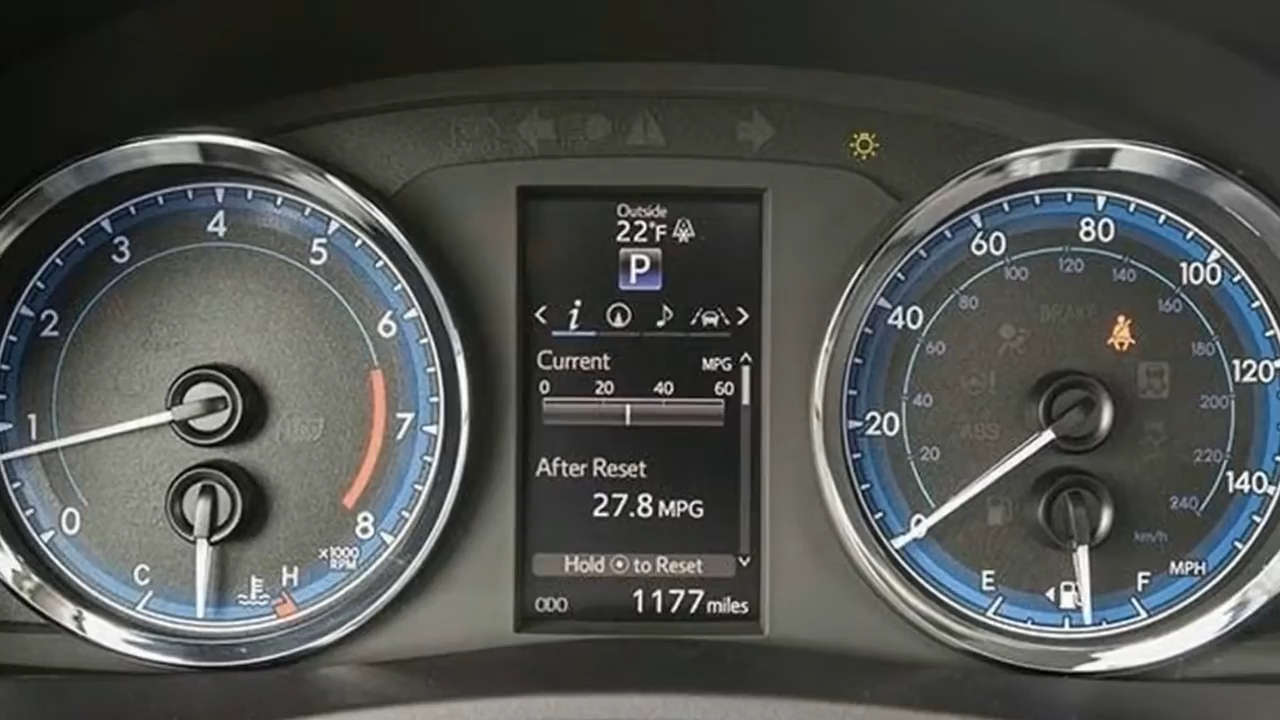 4
3
5
2
6
1
7
0
8
×1000
RPM
C
H
Outside
22°F
P
i
Current MPG
0 20 40 60
After Reset
27.8 MPG
Hold to Reset
ODO 1177 miles
80
60
100
40
120
20
140
0
120
100
140
80
160
60
180
40
200
20
220
240
km/h
MPH
BRAKE
ABS
E
F